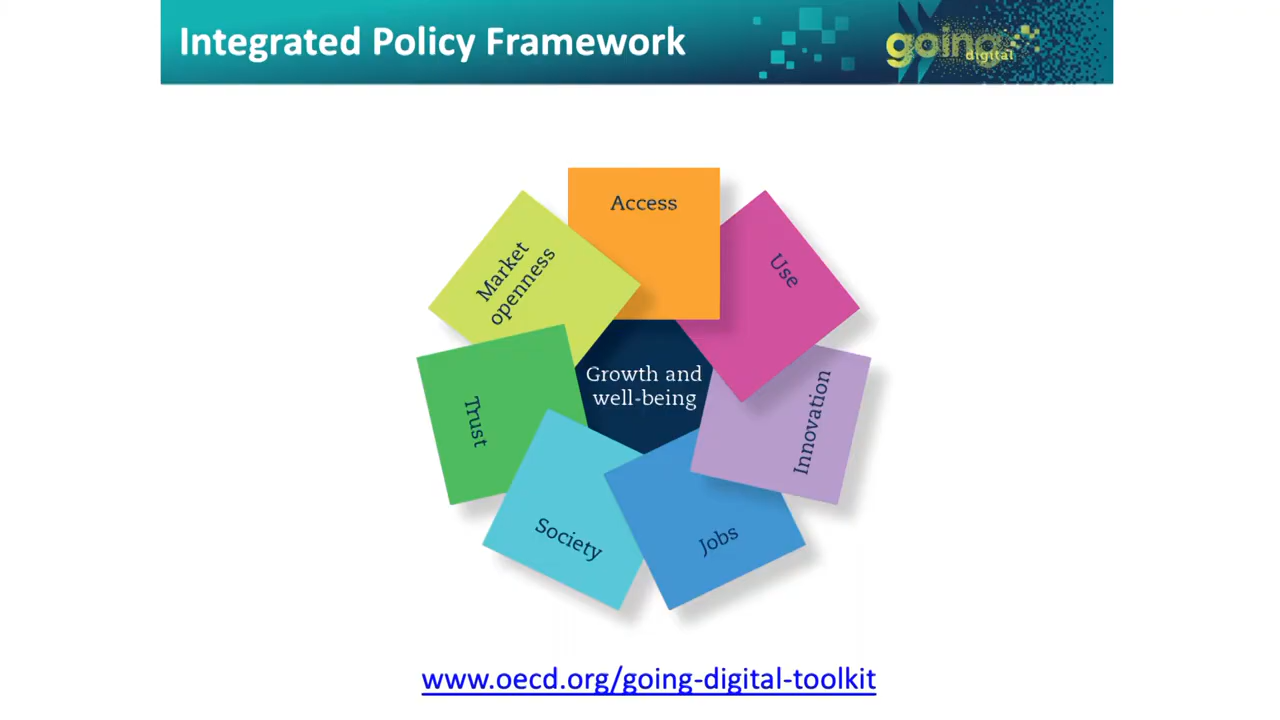 Integrated Policy Framework
going
digital
Access
Use
Innovation
Jobs
Society
Trust
Market
openness
Growth and
well-being
www.oecd.org/going-digital-toolkit